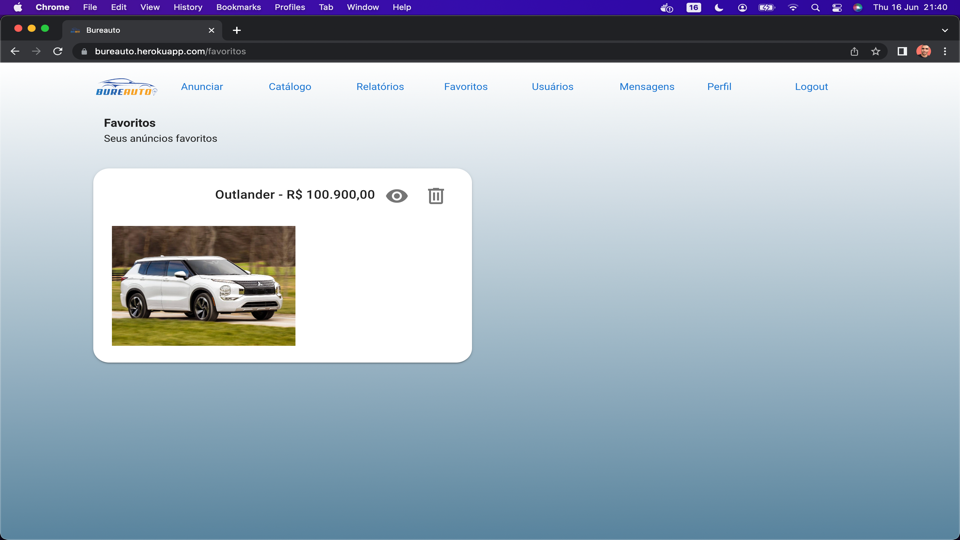 Chrome File Edit View History Bookmarks Profiles Tab Window Help 16 Thu 16 Jun 21:40
Bureauto
bureauto.herokuapp.com/favoritos
BUREAUTO Anunciar Catálogo Relatórios Favoritos Usuários Mensagens Perfil Logout
Favoritos
Seus anúncios favoritos
Outlander - R$ 100.900,00